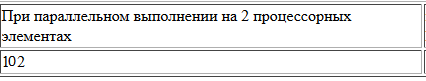 При параллельном выполнении на 2 процессорных
элементах
102